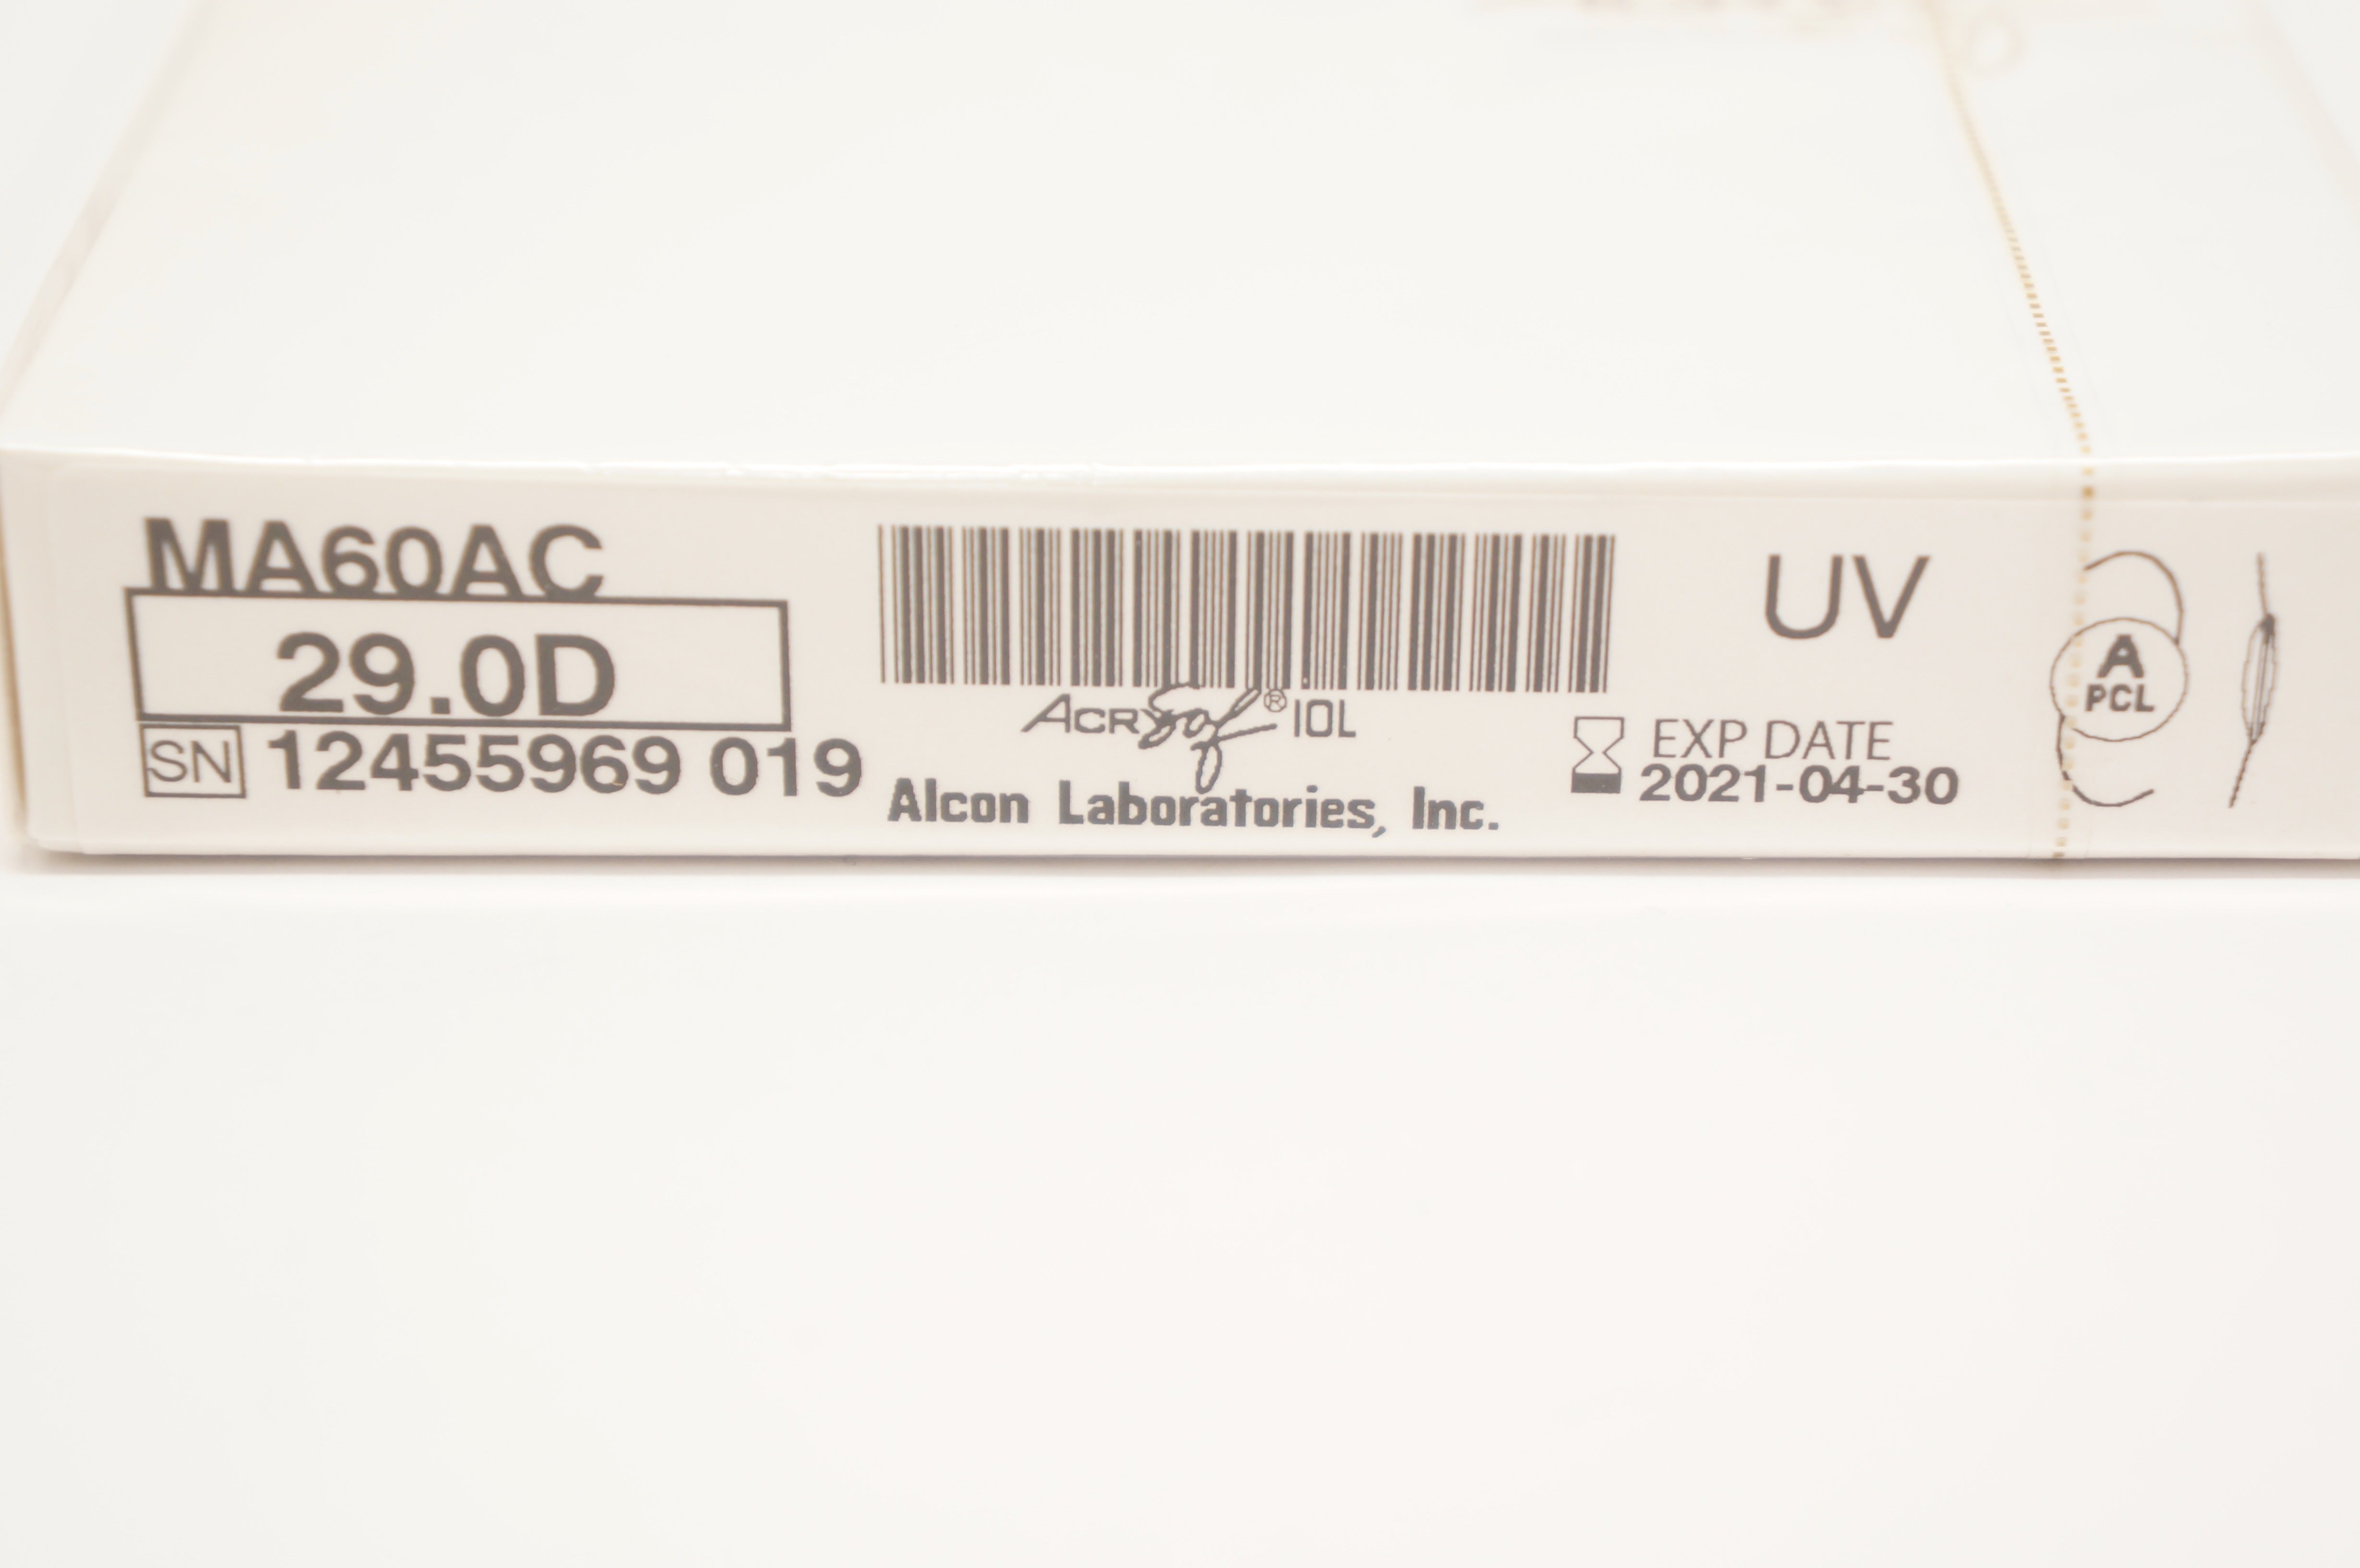 MA60AC
29.0D
SN 12455969 019
ACRYSof® IOL
Alcon Laboratories, Inc.
UV
EXP DATE
2021-04-30
A
PCL